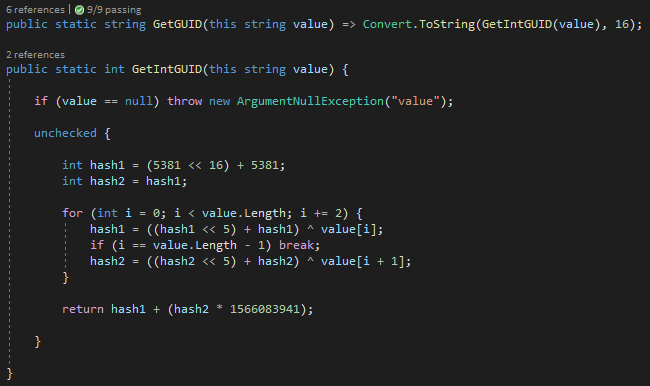 6 references | 9/9 passing
public static string GetGUID(this string value) => Convert.ToString(GetIntGUID(value), 16);
2 references
public static int GetIntGUID(this string value) {
if (value == null) throw new ArgumentNullException("value");
unchecked {
int hash1 = (5381 << 16) + 5381;
int hash2 = hash1;
for (int i = 0; i < value.Length; i += 2) {
hash1 = ((hash1 << 5) + hash1) ^ value[i];
if (i == value.Length - 1) break;
hash2 = ((hash2 << 5) + hash2) ^ value[i + 1];
}
return hash1 + (hash2 * 1566083941);
}
}